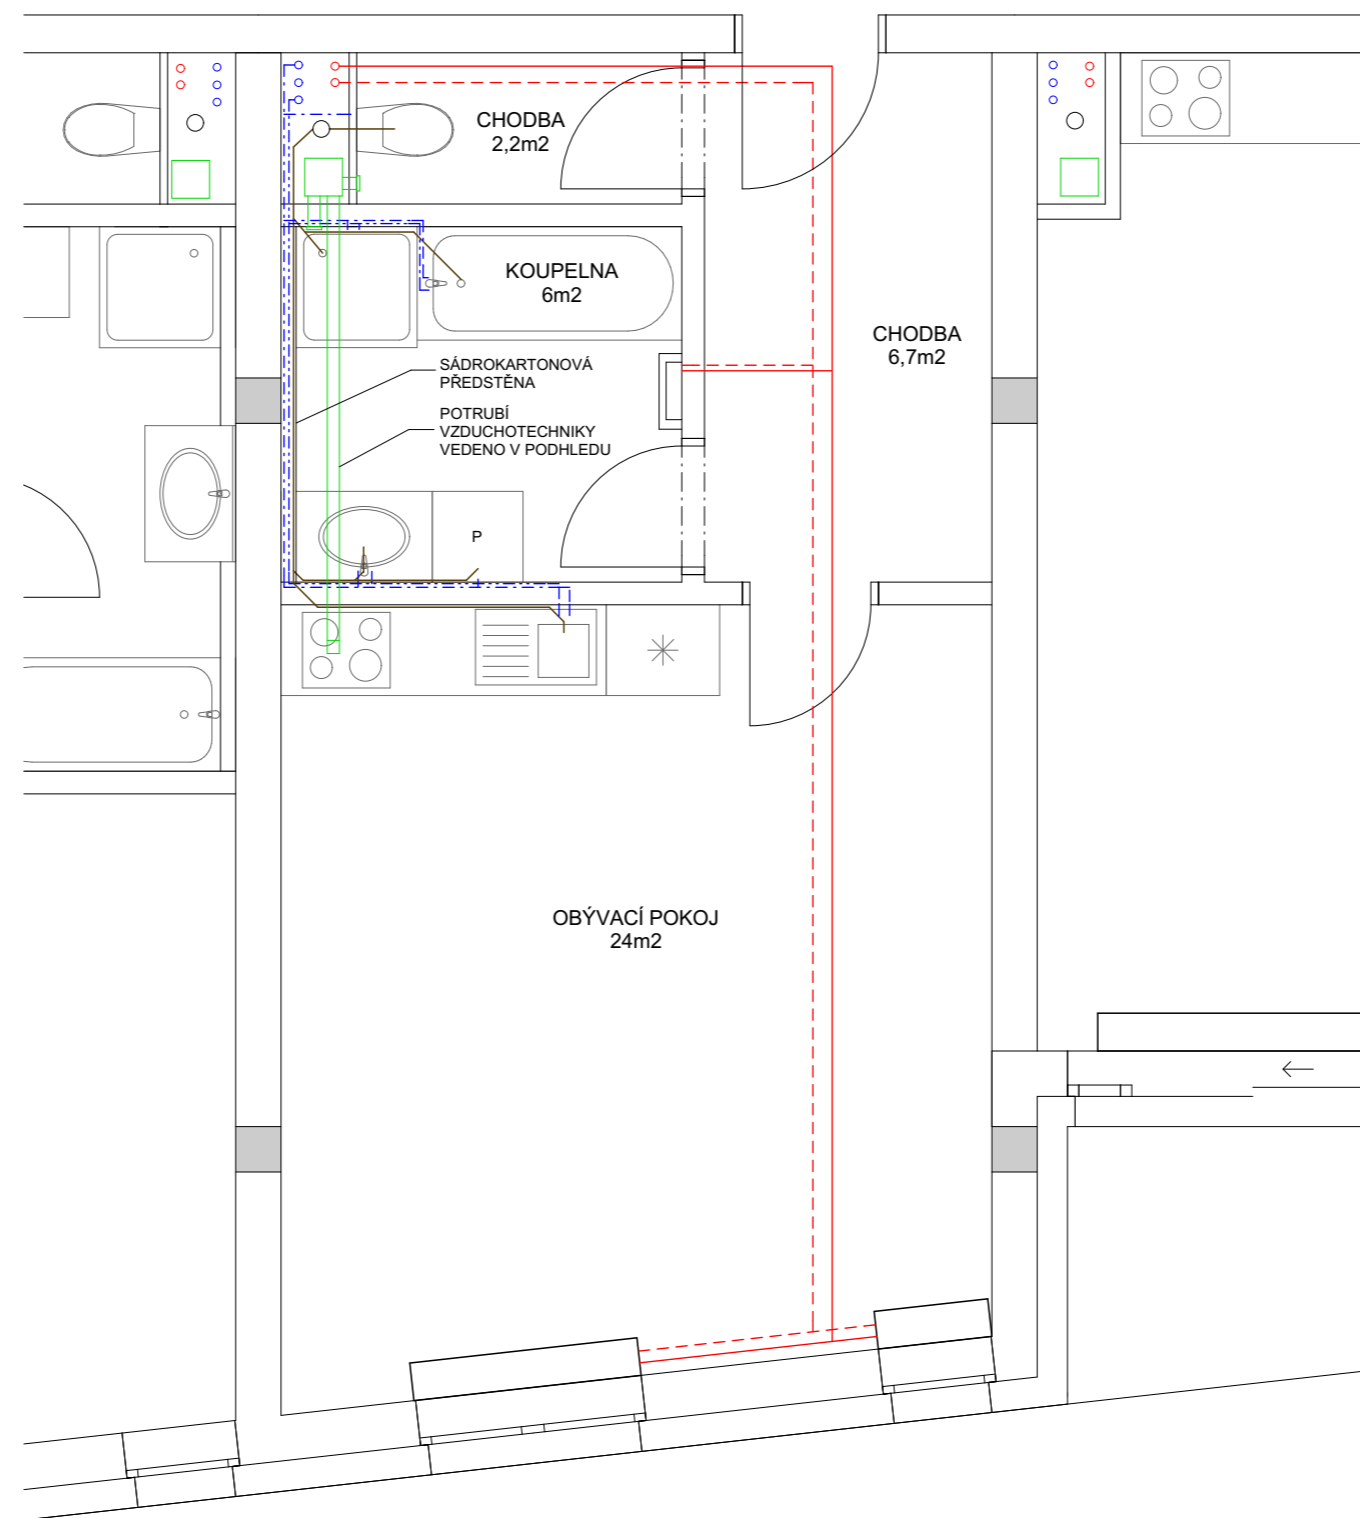 CHODBA
2,2m2
KOUPELNA
6m2
CHODBA
6,7m2
SÁDROKARTONOVÁ
PŘEDSTĚNA
POTRUBÍ
VZDUCHOTECHNIKY
VEDENO V PODHLEDU
P
OBÝVACÍ POKOJ
24m2